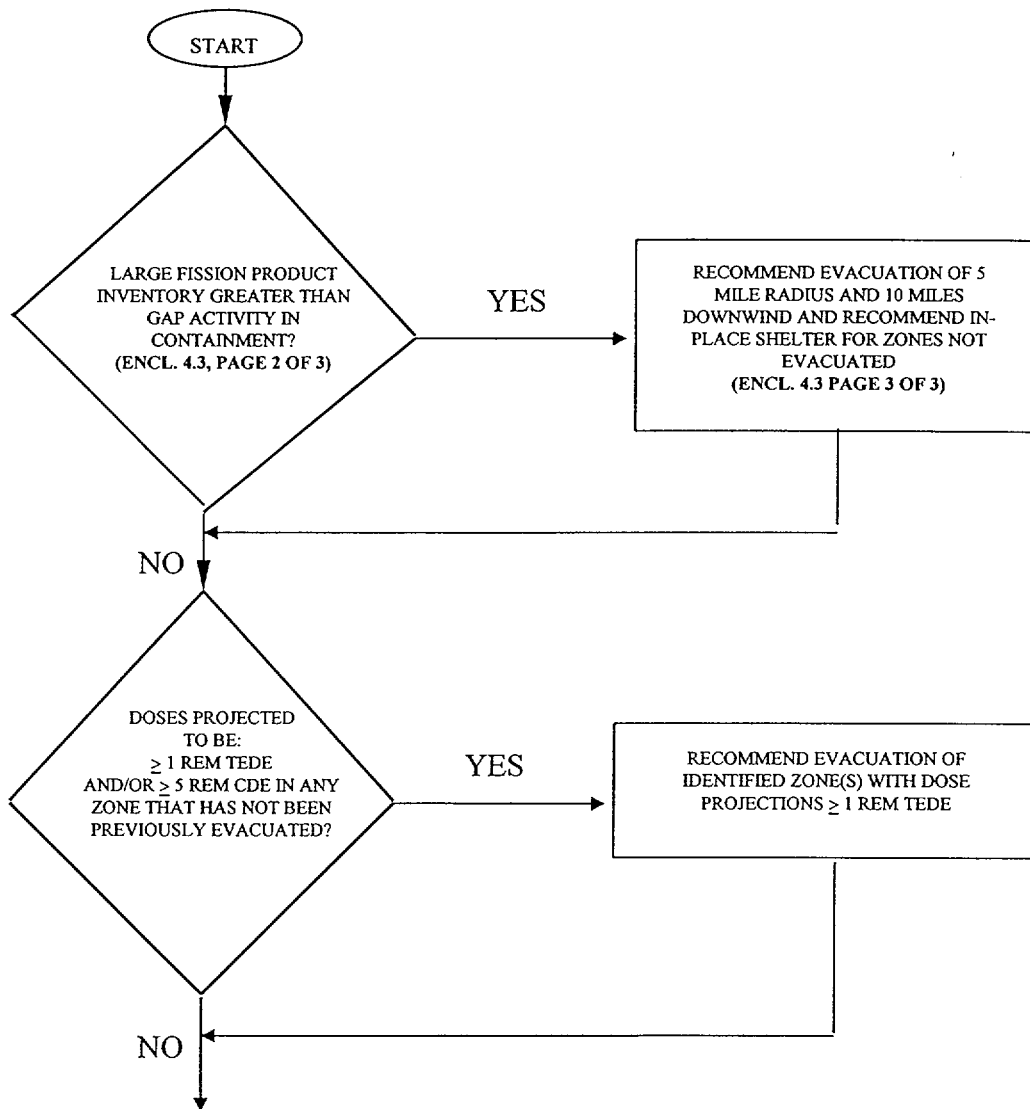 START
LARGE FISSION PRODUCT
INVENTORY GREATER THAN
GAP ACTIVITY IN
CONTAINMENT?
(ENCL. 4.3, PAGE 2 OF 3)
YES
RECOMMEND EVACUATION OF 5
MILE RADIUS AND 10 MILES
DOWNWIND AND RECOMMEND IN-
PLACE SHELTER FOR ZONES NOT
EVACUATED
(ENCL. 4.3 PAGE 3 OF 3)
NO
DOSES PROJECTED
TO BE:
≥ 1 REM TEDE
AND/OR ≥ 5 REM CDE IN ANY
ZONE THAT HAS NOT BEEN
PREVIOUSLY EVACUATED?
YES
RECOMMEND EVACUATION OF
IDENTIFIED ZONE(S) WITH DOSE
PROJECTIONS ≥ 1 REM TEDE
NO